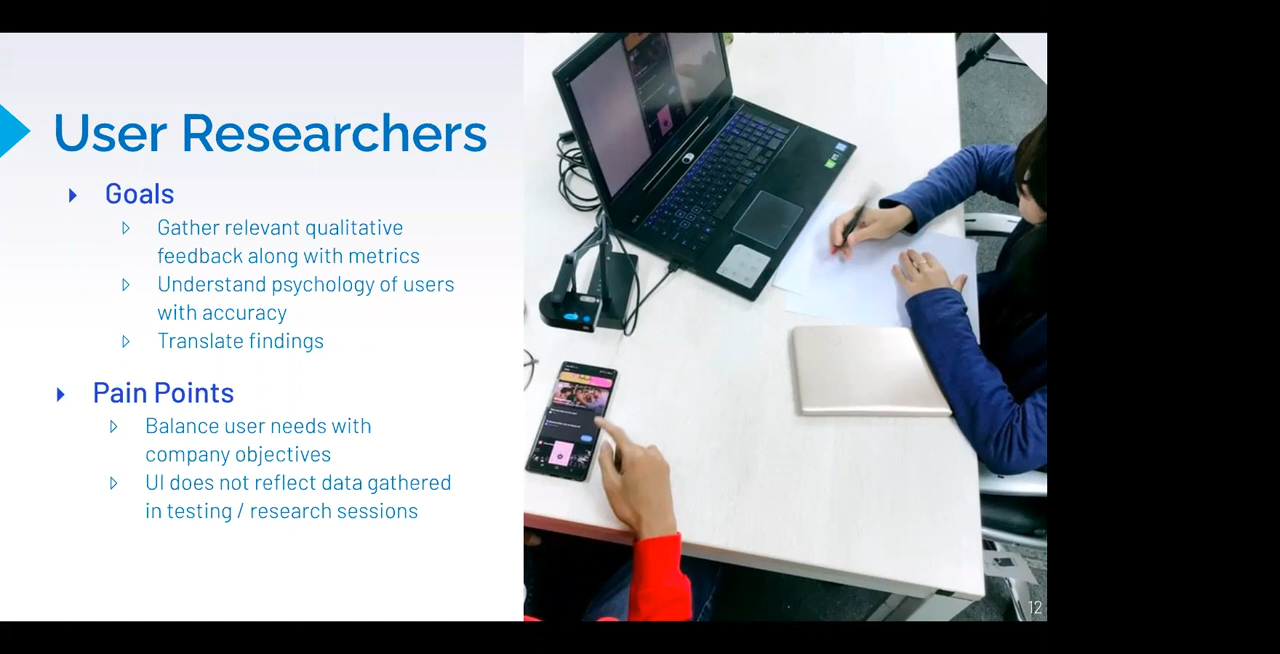 User Researchers
Goals
Gather relevant qualitative
feedback along with metrics
Understand psychology of users
with accuracy
Translate findings
Pain Points
Balance user needs with
company objectives
UI does not reflect data gathered
in testing / research sessions
12